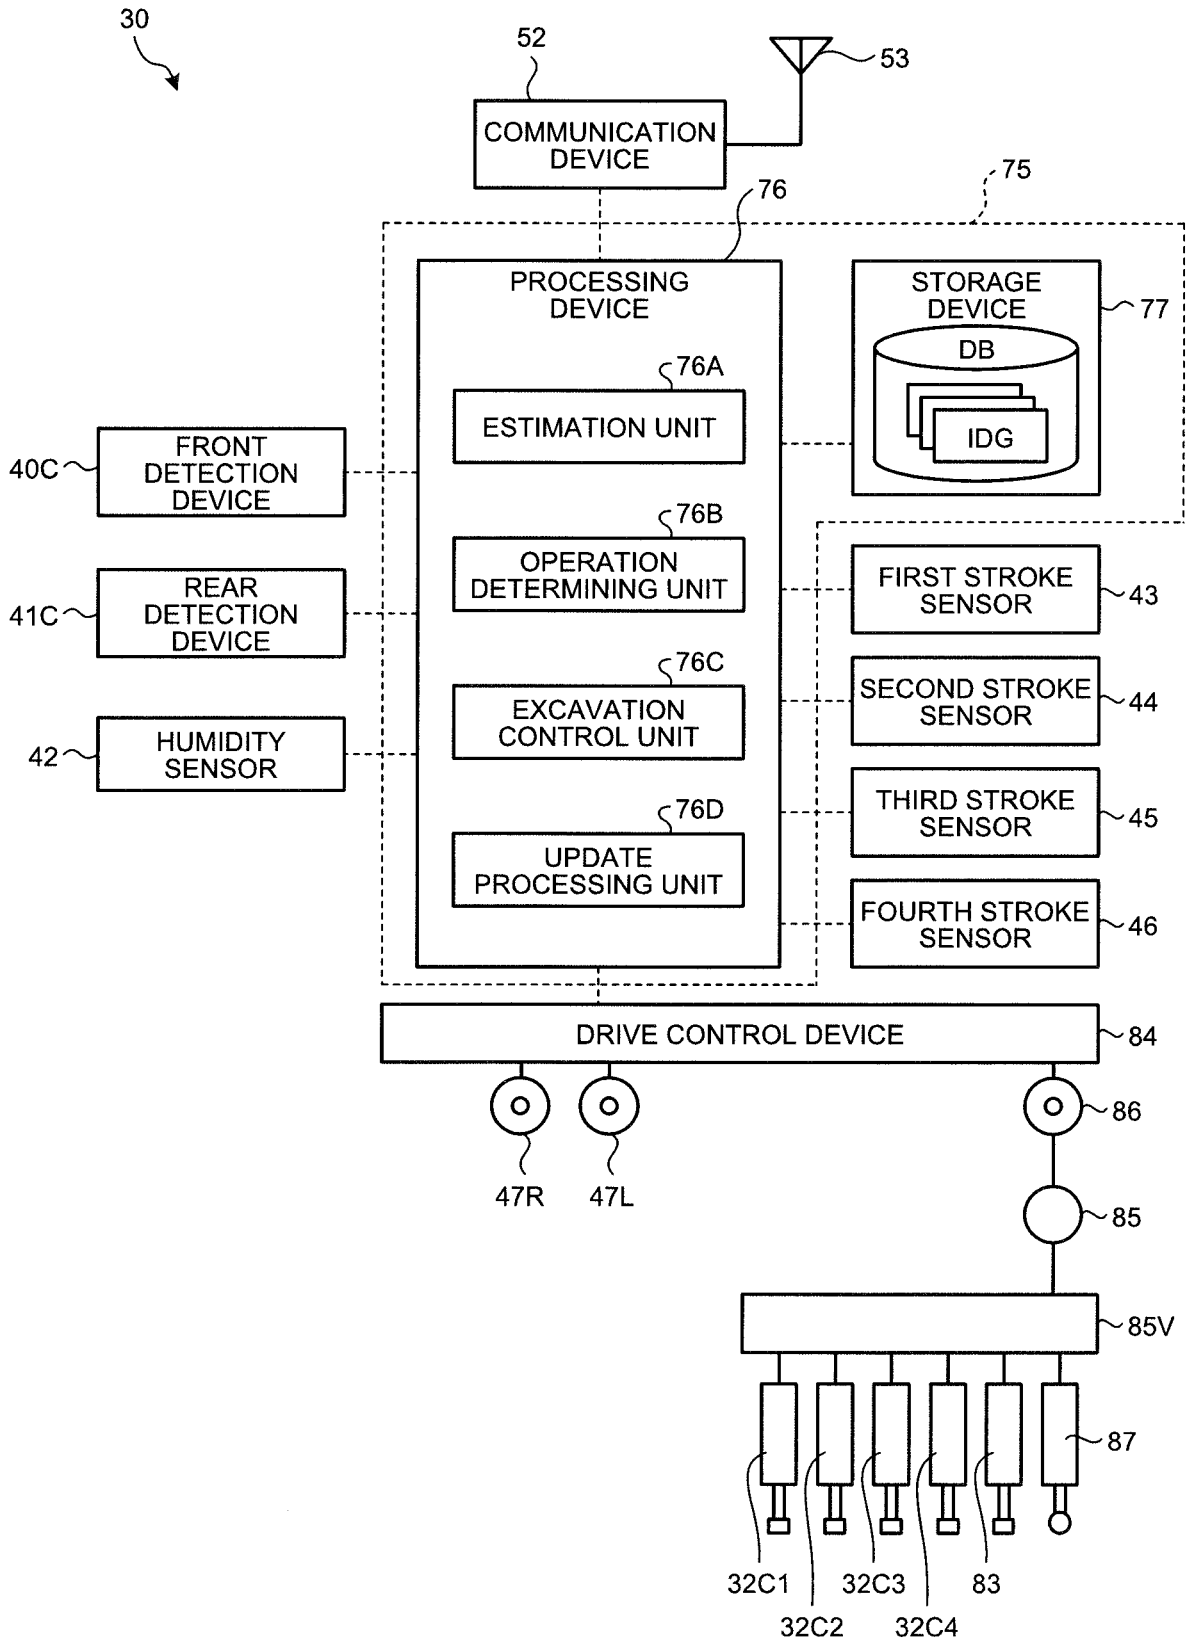 30
52
53
COMMUNICATION
DEVICE
76
75
PROCESSING
DEVICE
STORAGE
DEVICE
77
DB
IDG
76A
ESTIMATION UNIT
40C
FRONT
DETECTION
DEVICE
76B
OPERATION
DETERMINING UNIT
FIRST STROKE
SENSOR
43
41C
REAR
DETECTION
DEVICE
76C
EXCAVATION
CONTROL UNIT
SECOND STROKE
SENSOR
44
42
HUMIDITY
SENSOR
76D
UPDATE
PROCESSING UNIT
THIRD STROKE
SENSOR
45
FOURTH STROKE
SENSOR
46
DRIVE CONTROL DEVICE
84
86
47R
47L
85
85V
87
32C1
32C2
32C3
32C4
83